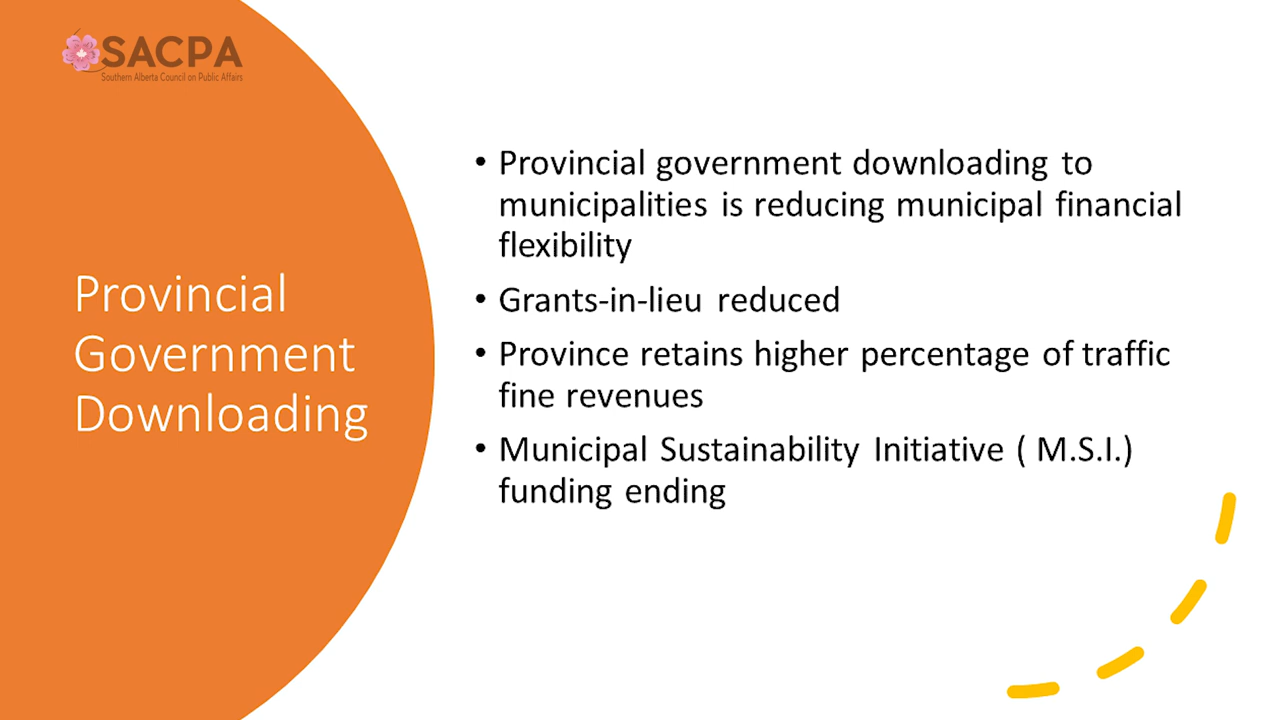 SACPA
Southern Alberta Council on Public Affairs
Provincial
Government
Downloading
• Provincial government downloading to
municipalities is reducing municipal financial
flexibility
• Grants-in-lieu reduced
• Province retains higher percentage of traffic
fine revenues
• Municipal Sustainability Initiative ( M.S.I.)
funding ending